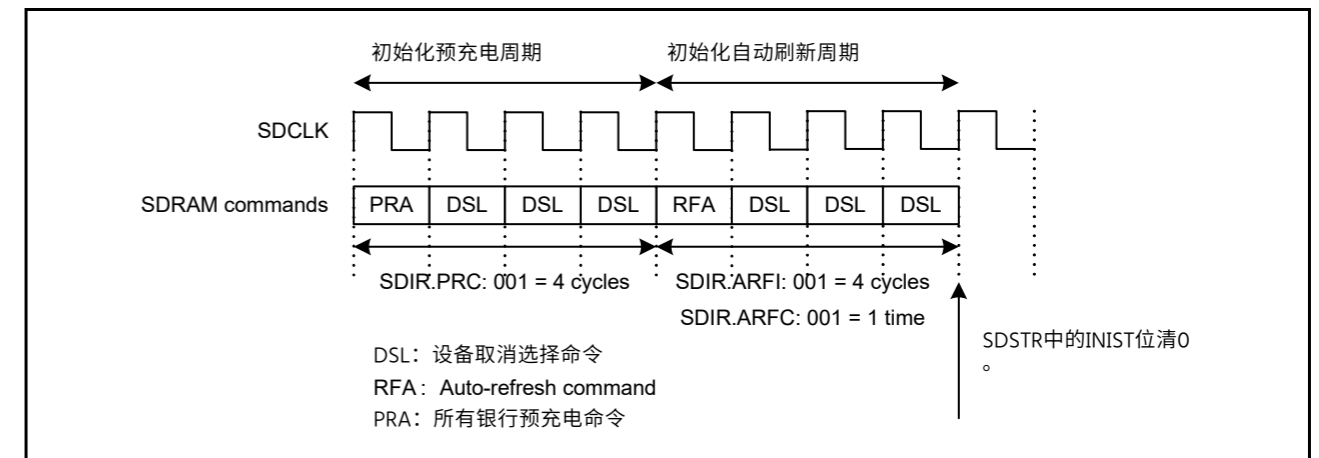 初始化预充电周期 初始化自动刷新周期
SDCLK
SDRAM commands PRA DSL DSL DSL RFA DSL DSL DSL
SDIR.PRC: 001 = 4 cycles SDIR.ARFI: 001 = 4 cycles
SDIR.ARFC: 001 = 1 time
SDSTR中的INIST位清0
。
DSL：设备取消选择命令
RFA：Auto-refresh command
PRA：所有银行预充电命令